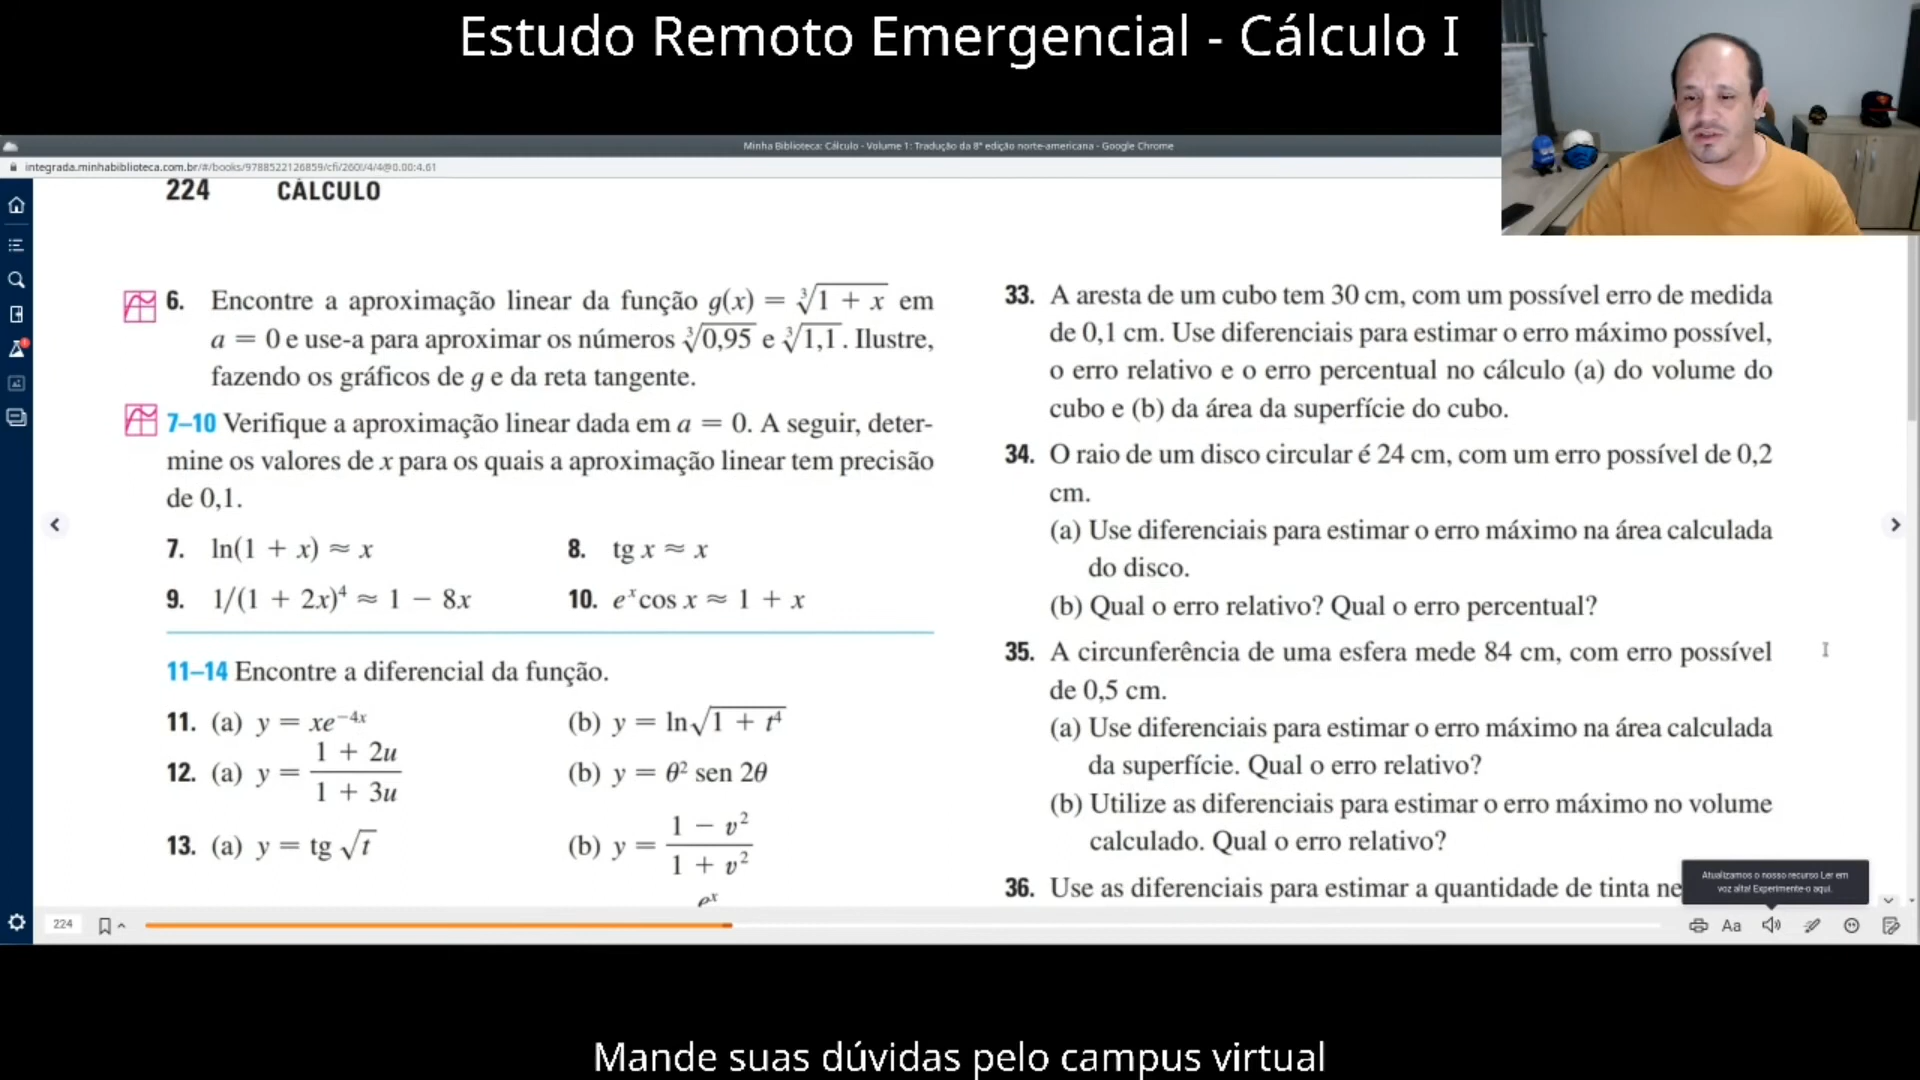 Estudo Remoto Emergencial - Cálculo I
Minha Biblioteca: Cálculo - Volume 1: Tradução da 8ª edição norte-americana - Google Chrome
integrada.minhabiblioteca.com.br/#/books/9788522126859/cfi/260!/4/4@0.00:4.61
224 CÁLCULO
6. Encontre a aproximação linear da função g(x) = ∛(1 + x) em
a = 0 e use-a para aproximar os números ∛0,95 e ∛1,1. Ilustre,
fazendo os gráficos de g e da reta tangente.
7–10 Verifique a aproximação linear dada em a = 0. A seguir, deter-
mine os valores de x para os quais a aproximação linear tem precisão
de 0,1.
7. ln(1 + x) ≈ x 8. tg x ≈ x
9. 1/(1 + 2x)⁴ ≈ 1 − 8x 10. eˣ cos x ≈ 1 + x
11–14 Encontre a diferencial da função.
11. (a) y = xe⁻⁴ˣ (b) y = ln√(1 + t⁴)
12. (a) y = (1 + 2u)/(1 + 3u) (b) y = θ² sen 2θ
13. (a) y = tg √t (b) y = (1 − v²)/(1 + v²)
eˣ
33. A aresta de um cubo tem 30 cm, com um possível erro de medida
de 0,1 cm. Use diferenciais para estimar o erro máximo possível,
o erro relativo e o erro percentual no cálculo (a) do volume do
cubo e (b) da área da superfície do cubo.
34. O raio de um disco circular é 24 cm, com um erro possível de 0,2
cm.
(a) Use diferenciais para estimar o erro máximo na área calculada
do disco.
(b) Qual o erro relativo? Qual o erro percentual?
35. A circunferência de uma esfera mede 84 cm, com erro possível
de 0,5 cm.
(a) Use diferenciais para estimar o erro máximo na área calculada
da superfície. Qual o erro relativo?
(b) Utilize as diferenciais para estimar o erro máximo no volume
calculado. Qual o erro relativo?
36. Use as diferenciais para estimar a quantidade de tinta ne
Atualizamos o nosso recurso Ler em
voz alta! Experimente-o aqui.
224
Aa
Mande suas dúvidas pelo campus virtual